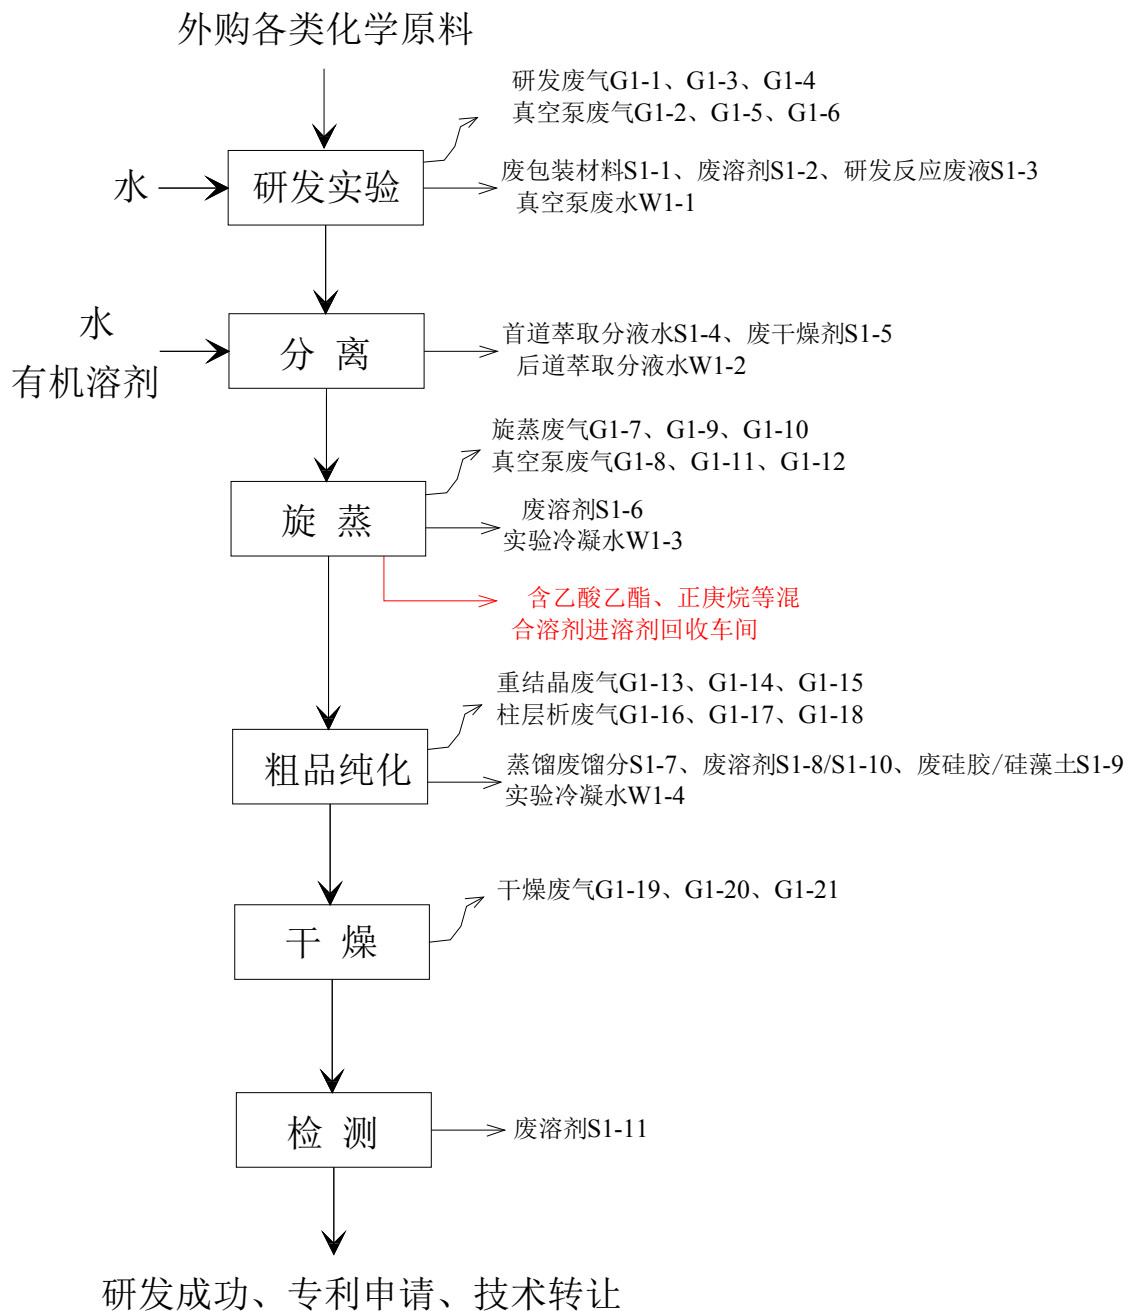 外购各类化学原料
研发废气G1-1、G1-3、G1-4
真空泵废气G1-2、G1-5、G1-6
水
研发实验
废包装材料S1-1、废溶剂S1-2、研发反应废液S1-3
真空泵废水W1-1
水
有机溶剂
分 离
首道萃取分液水S1-4、废干燥剂S1-5
后道萃取分液水W1-2
旋蒸废气G1-7、G1-9、G1-10
真空泵废气G1-8、G1-11、G1-12
旋 蒸
废溶剂S1-6
实验冷凝水W1-3
含乙酸乙酯、正庚烷等混
合溶剂进溶剂回收车间
重结晶废气G1-13、G1-14、G1-15
柱层析废气G1-16、G1-17、G1-18
粗品纯化
蒸馏废馏分S1-7、废溶剂S1-8/S1-10、废硅胶/硅藻土S1-9
实验冷凝水W1-4
干燥废气G1-19、G1-20、G1-21
干 燥
检 测
废溶剂S1-11
研发成功、专利申请、技术转让